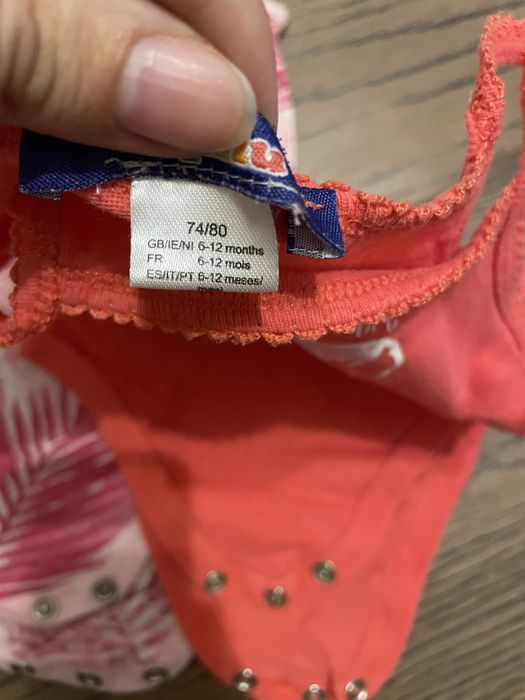 74/80
GB/IE/NI 6-12 months
FR 6-12 mois
ES/IT/PT 6-12 meses/